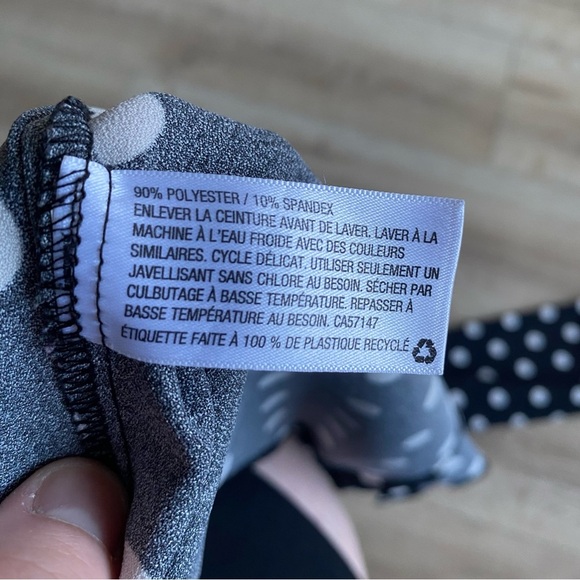 90% POLYESTER / 10% SPANDEX
ENLEVER LA CEINTURE AVANT DE LAVER. LAVER À LA
MACHINE À L'EAU FROIDE AVEC DES COULEURS
SIMILAIRES. CYCLE DÉLICAT. UTILISER SEULEMENT UN
JAVELLISANT SANS CHLORE AU BESOIN. SÉCHER PAR
CULBUTAGE À BASSE TEMPÉRATURE. REPASSER À
BASSE TEMPÉRATURE AU BESOIN. CA57147
ÉTIQUETTE FAITE À 100 % DE PLASTIQUE RECYCLÉ